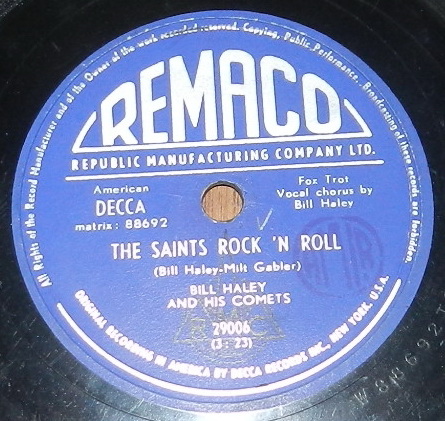 All Rights of the Record Manufacturer and of the Owner of the work recorded reserved. Copying, Public Performance, Broadcasting of these records are forbidden.
REMACO
REPUBLIC MANUFACTURING COMPANY LTD.
American
DECCA
matrix: 88692
Fox Trot
Vocal chorus by
Bill Haley
THE SAINTS ROCK 'N ROLL
(Bill Haley-Milt Gabler)
BILL HALEY
AND HIS COMETS
29006
(3:23)
ORIGINAL RECORDING IN AMERICA BY DECCA RECORDS INC., NEW YORK, U.S.A.
W88692